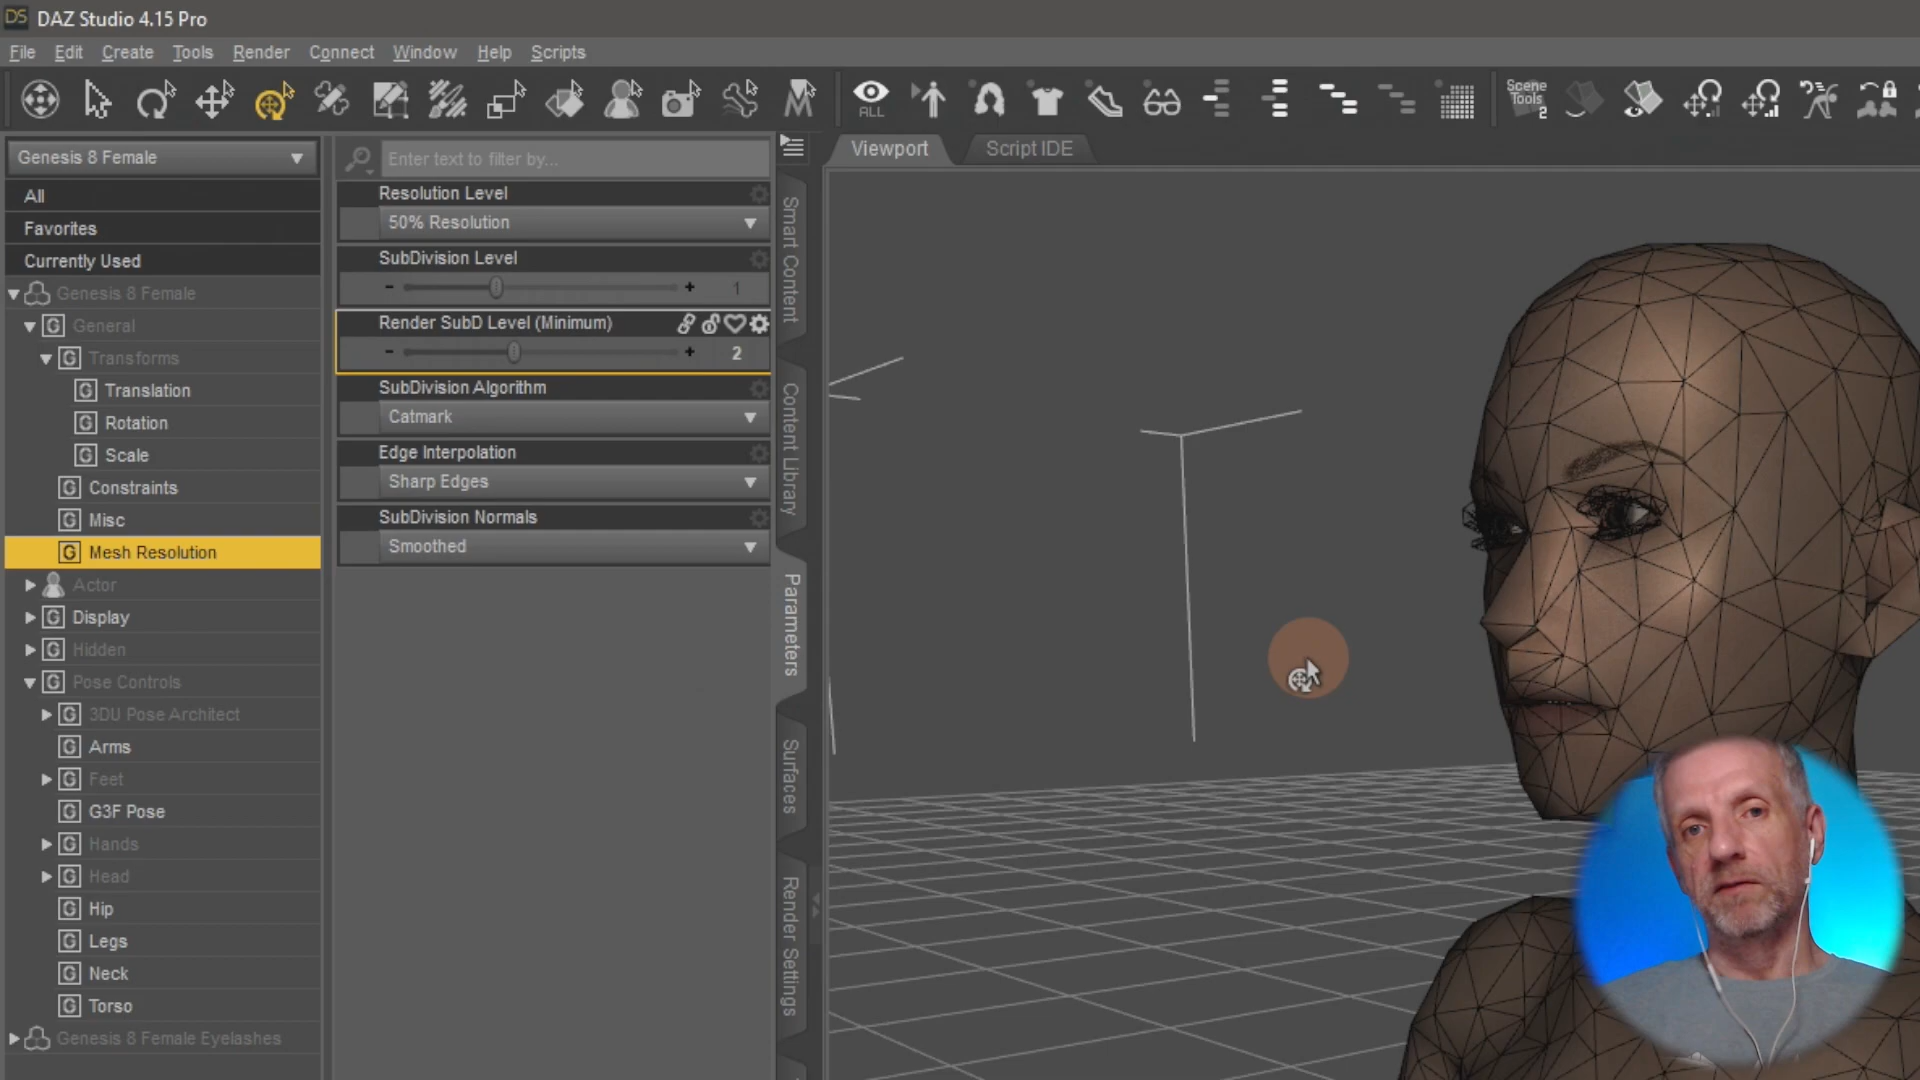 DS DAZ Studio 4.15 Pro
File Edit Create Tools Render Connect Window Help Scripts
ALL
Scene
Tools
2
Genesis 8 Female
All
Favorites
Currently Used
Genesis 8 Female
General
Transforms
Translation
Rotation
Scale
Constraints
Misc
Mesh Resolution
Actor
Display
Hidden
Pose Controls
3DU Pose Architect
Arms
Feet
G3F Pose
Hands
Head
Hip
Legs
Neck
Torso
Genesis 8 Female Eyelashes
Enter text to filter by...
Resolution Level
50% Resolution
SubDivision Level
1
Render SubD Level (Minimum)
2
SubDivision Algorithm
Catmark
Edge Interpolation
Sharp Edges
SubDivision Normals
Smoothed
Smart Content
Content Library
Parameters
Surfaces
Render Settings
Viewport
Script IDE